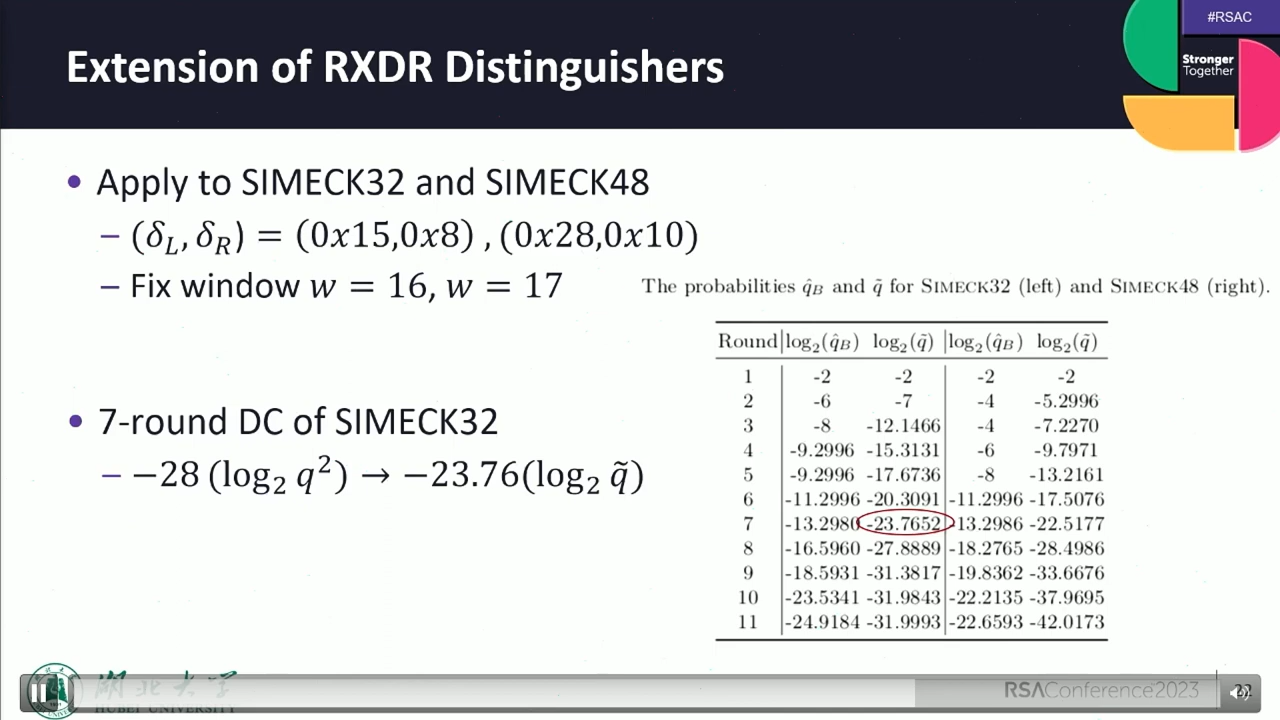 #RSAC
Stronger
Together
Extension of RXDR Distinguishers
• Apply to SIMECK32 and SIMECK48
– (δ_L, δ_R) = (0x15,0x8) , (0x28,0x10)
– Fix window w = 16, w = 17
The probabilities q̂_B and q̃ for SIMECK32 (left) and SIMECK48 (right).
Round log₂(q̂_B) log₂(q̃) log₂(q̂_B) log₂(q̃)
1 -2 -2 -2 -2
2 -6 -7 -4 -5.2996
3 -8 -12.1466 -4 -7.2270
4 -9.2996 -15.3131 -6 -9.7971
5 -9.2996 -17.6736 -8 -13.2161
6 -11.2996 -20.3091 -11.2996 -17.5076
7 -13.2980 -23.7652 -13.2986 -22.5177
8 -16.5960 -27.8889 -18.2765 -28.4986
9 -18.5931 -31.3817 -19.8362 -33.6676
10 -23.5341 -31.9843 -22.2135 -37.9695
11 -24.9184 -31.9993 -22.6593 -42.0173
• 7-round DC of SIMECK32
– −28 (log₂ q²) → −23.76(log₂ q̃)
湖北大学
HUBEI UNIVERSITY
RSAConference2023
22